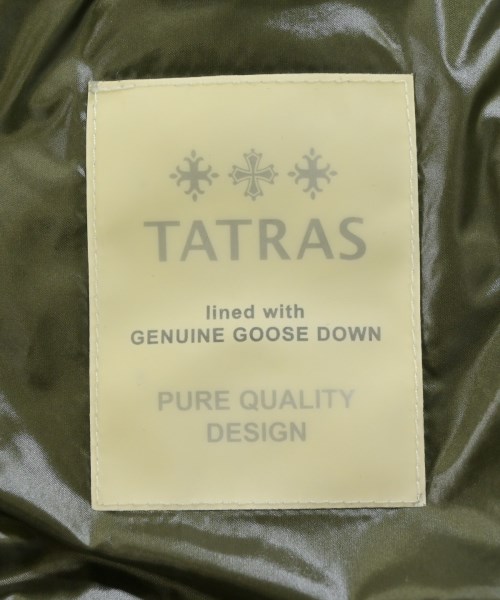 TATRAS
lined with
GENUINE GOOSE DOWN
PURE QUALITY
DESIGN